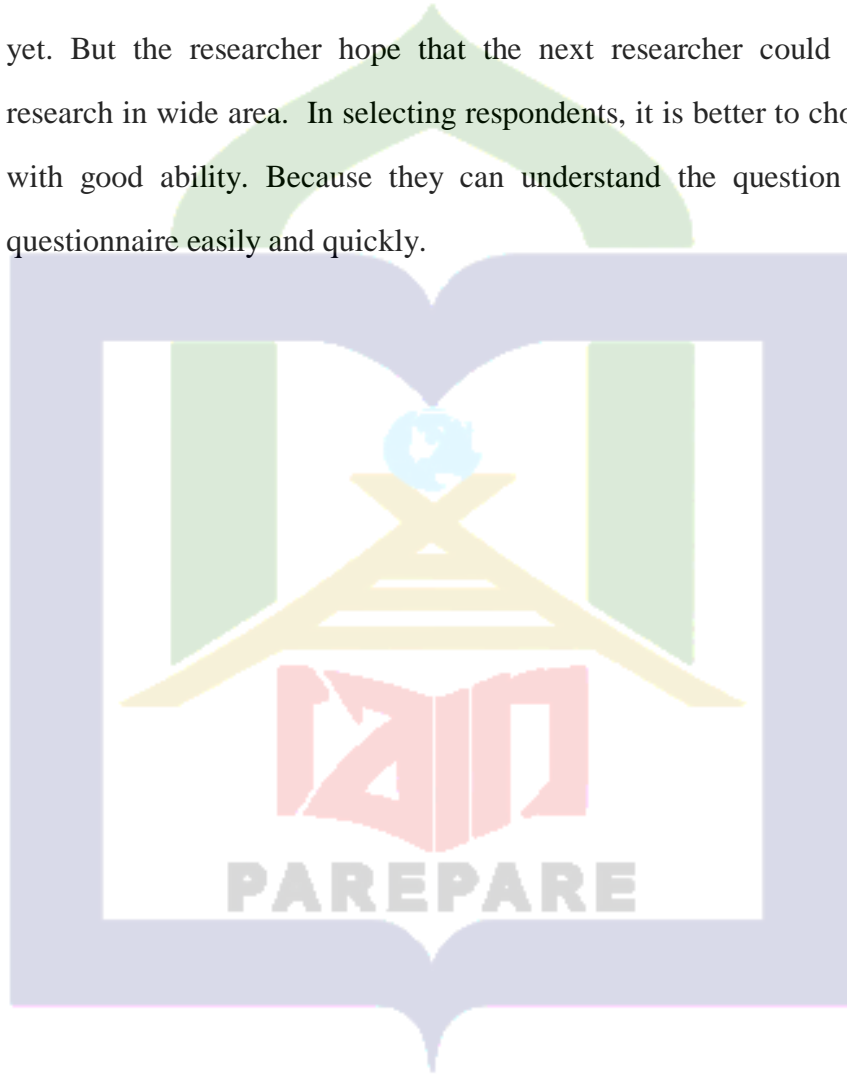 yet. But the researcher hope that the next researcher could
research in wide area. In selecting respondents, it is better to
with good ability. Because they can understand the question
questionnaire easily and quickly.
iain
PAREPARE